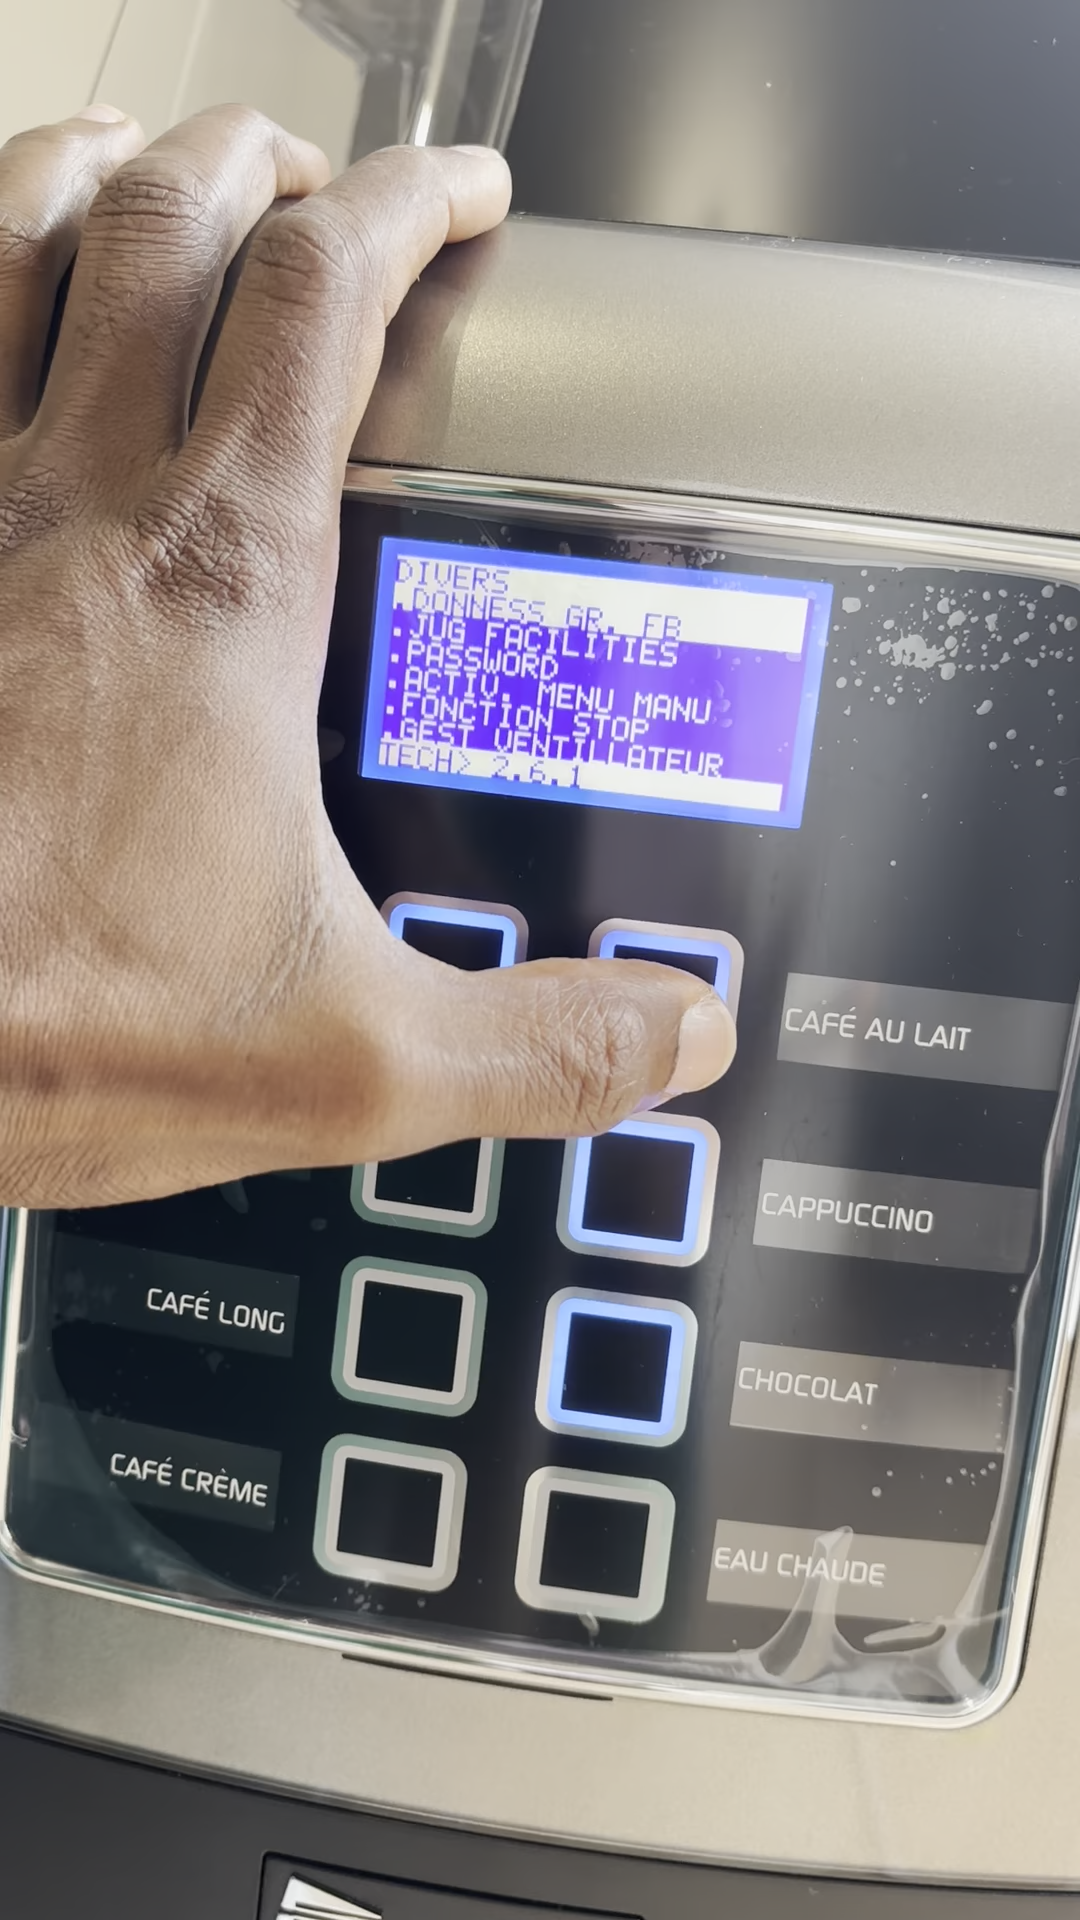 DIVERS
.DONNESS GR. FB
.JUG FACILITIES
.PASSWORD
.ACTIV. MENU MANU
.FONCTION STOP
.GEST VENTILLATEUR
TECH> 2.6.1
CAFÉ AU LAIT
CAPPUCCINO
CAFÉ LONG
CHOCOLAT
CAFÉ CRÈME
EAU CHAUDE